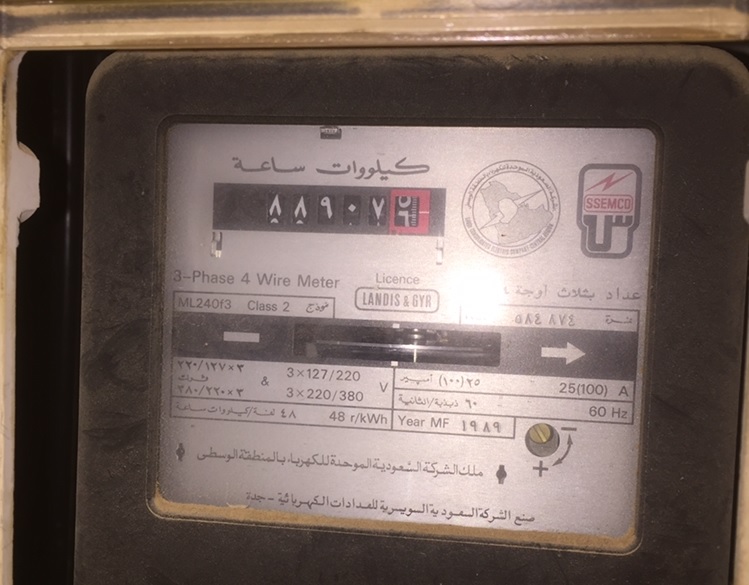 كيلووات ساعة
٨٨٩٠٧
SSEMCO
3-Phase 4 Wire Meter
Licence
LANDIS & GYR
عداد بثلاث أوجة
ML240f3 Class 2 نموذج
نمرة ٥٨٤ ٨٧٤
٣×٢٢٠/١٢٧ & 3×127/220 V
٣×٣٨٠/٢٢٠ 3×220/380
٢٥(١٠٠) أمبير 25(100) A
٦٠ ذبذبة/الثانية 60 Hz
٤٨ لفة/كيلووات ساعة 48 r/kWh
Year MF ١٩٨٩
− +
ملك الشركة السعودية الموحدة للكهرباء بالمنطقة الوسطى
صنع الشركة السعودية السويسرية للعدادات الكهربائية - جدة